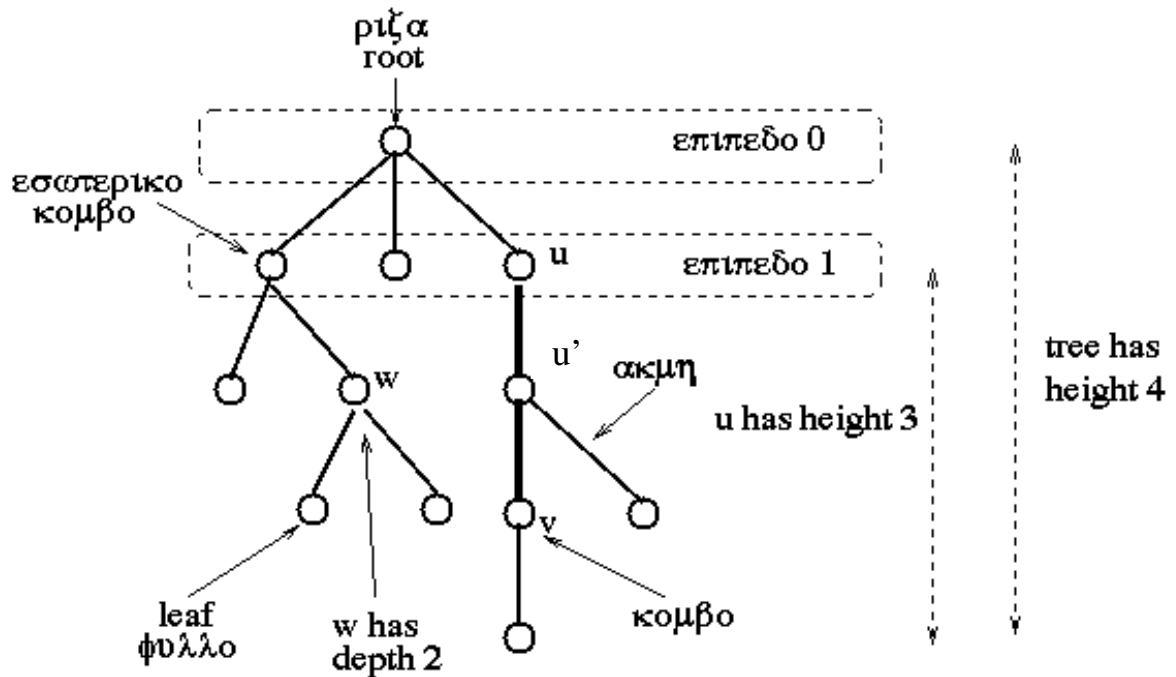 ριζα
root
επιπεδο 0
εσωτερικο
κομβο
u
επιπεδο 1
u'
ακμη
w
tree has
height 4
u has height 3
v
leaf
φυλλο
w has
depth 2
κομβο